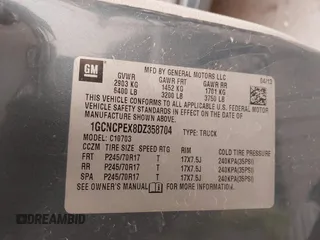 GM
MFD BY GENERAL MOTORS LLC
04/13
GVWR GAWR FRT GAWR RR
2903 KG 1452 KG 1701 KG
6400 LB 3200 LB 3750 LB
THIS VEHICLE CONFORMS TO ALL APPLICABLE
U.S. FEDERAL MOTOR VEHICLE SAFETY
STANDARDS IN EFFECT ON THE DATE OF
MANUFACTURE SHOWN ABOVE.
1GCNCPEX8DZ358704 TYPE: TRUCK
MODEL: C10703
CCZM TIRE SIZE SPEED RTG RIM COLD TIRE PRESSURE
FRT P245/70R17 T 17X7.5J 240KPA(35PSI)
RR P245/70R17 T 17X7.5J 240KPA(35PSI)
SPA P245/70R17 T 17X7.5J 240KPA(35PSI)
SEE OWNER'S MANUAL FOR ADDITIONAL INFORMATION
DREAMBID